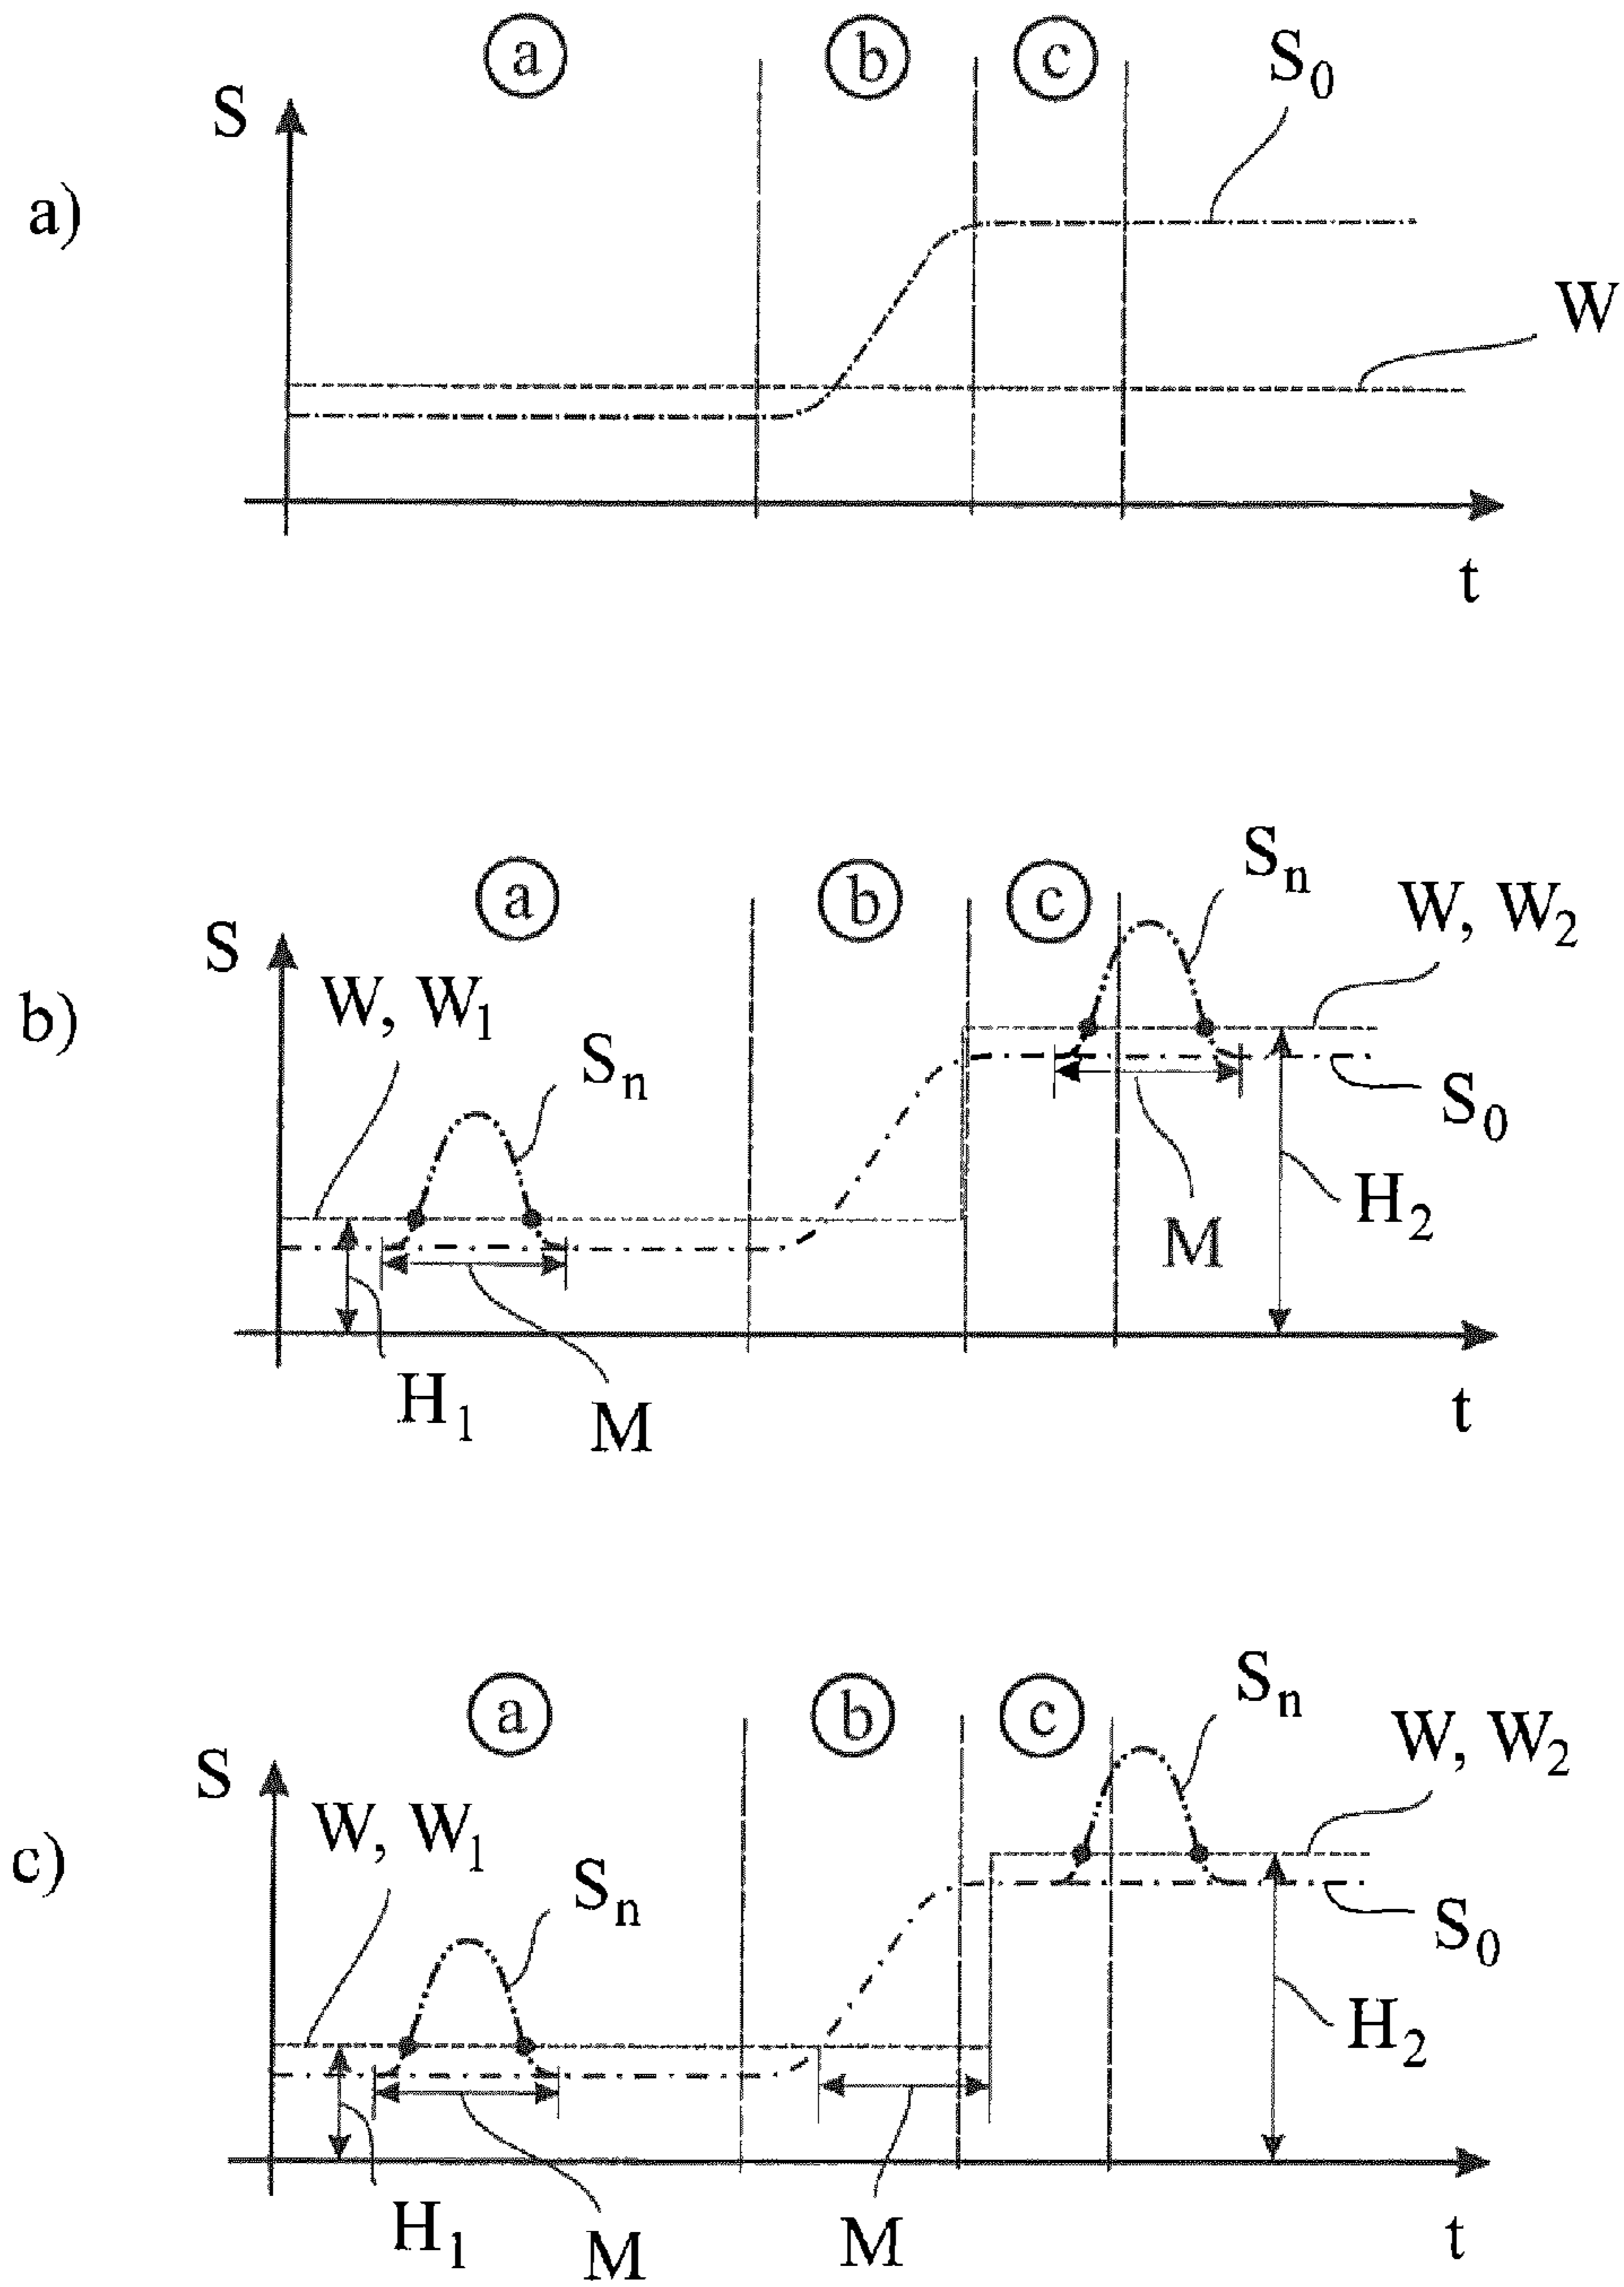 a b c
S₀
S
a)
W
t
a b c
Sₙ
W, W₂
S
W, W₁
b)
Sₙ
S₀
H₂
M
H₁
M
t
a b c
Sₙ
W, W₂
S
W, W₁
c)
Sₙ
S₀
H₂
H₁
M
M
t